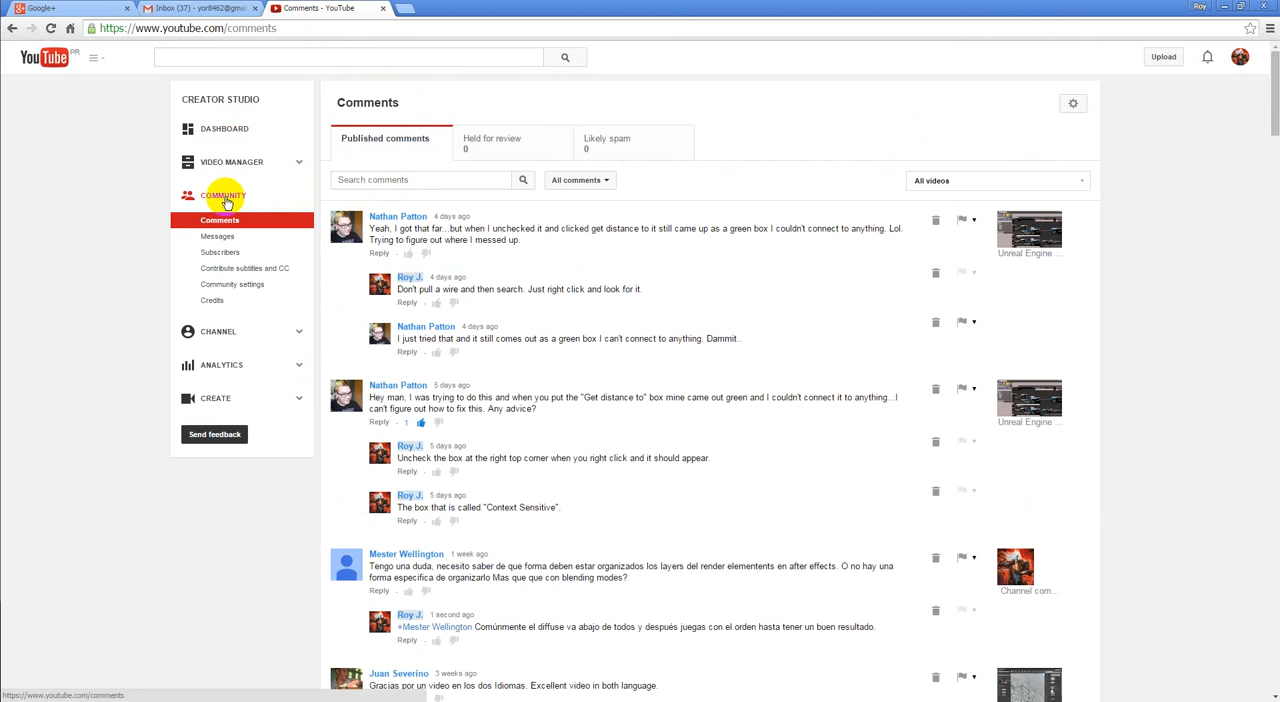 Google+
Inbox (37) - yor8462@gmai
Comments - YouTube
Roy
https://www.youtube.com/comments
YouTube PR
Upload
CREATOR STUDIO
DASHBOARD
VIDEO MANAGER
COMMUNITY
Comments
Messages
Subscribers
Contribute subtitles and CC
Community settings
Credits
CHANNEL
ANALYTICS
CREATE
Send feedback
Comments
Published comments
Held for review
0
Likely spam
0
Search comments
All comments
All videos
Nathan Patton 4 days ago
Yeah, I got that far...but when I unchecked it and clicked get distance to it still came up as a green box I couldn't connect to anything. Lol.
Trying to figure out where I messed up.
Reply
Unreal Engine ...
Roy J. 4 days ago
Don't pull a wire and then search. Just right click and look for it.
Reply
Nathan Patton 4 days ago
I just tried that and it still comes out as a green box I can't connect to anything. Dammit..
Reply
Nathan Patton 5 days ago
Hey man, I was trying to do this and when you put the "Get distance to" box mine came out green and I couldn't connect it to anything...I
can't figure out how to fix this. Any advice?
Reply 1
Unreal Engine ...
Roy J. 5 days ago
Uncheck the box at the right top corner when you right click and it should appear.
Reply
Roy J. 5 days ago
The box that is called "Context Sensitive".
Reply
Mester Wellington 1 week ago
Tengo una duda, necesito saber de que forma deben estar organizados los layers del render elementents en after effects. O no hay una
forma especifica de organizarlo Mas que que con blending modes?
Reply
Channel com...
Roy J. 1 second ago
+Mester Wellington Comúnmente el diffuse va abajo de todos y después juegas con el orden hasta tener un buen resultado.
Reply
Juan Severino 3 weeks ago
Gracias por un video en los dos Idiomas. Excellent video in both language.
https://www.youtube.com/comments